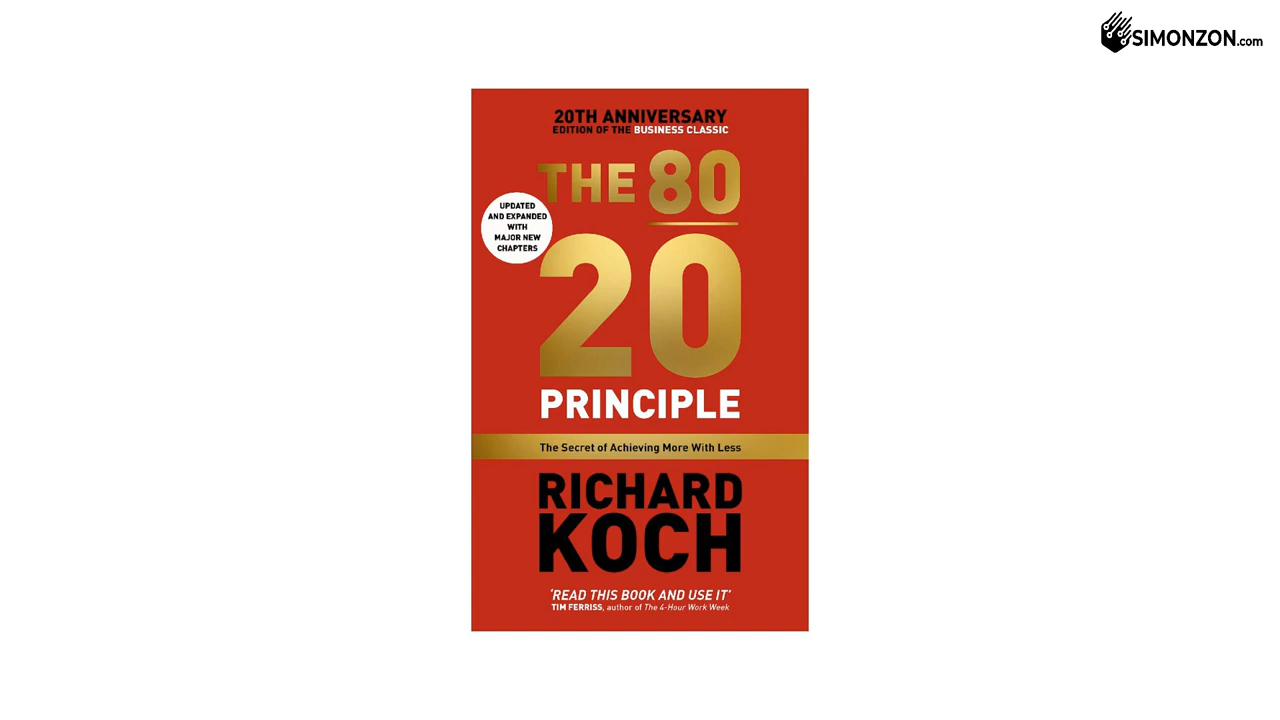 SIMONZON.com
20TH ANNIVERSARY
EDITION OF THE BUSINESS CLASSIC
THE 80
20
PRINCIPLE
UPDATED
AND EXPANDED
WITH
MAJOR NEW
CHAPTERS
The Secret of Achieving More With Less
RICHARD
KOCH
'READ THIS BOOK AND USE IT'
TIM FERRISS, author of The 4-Hour Work Week